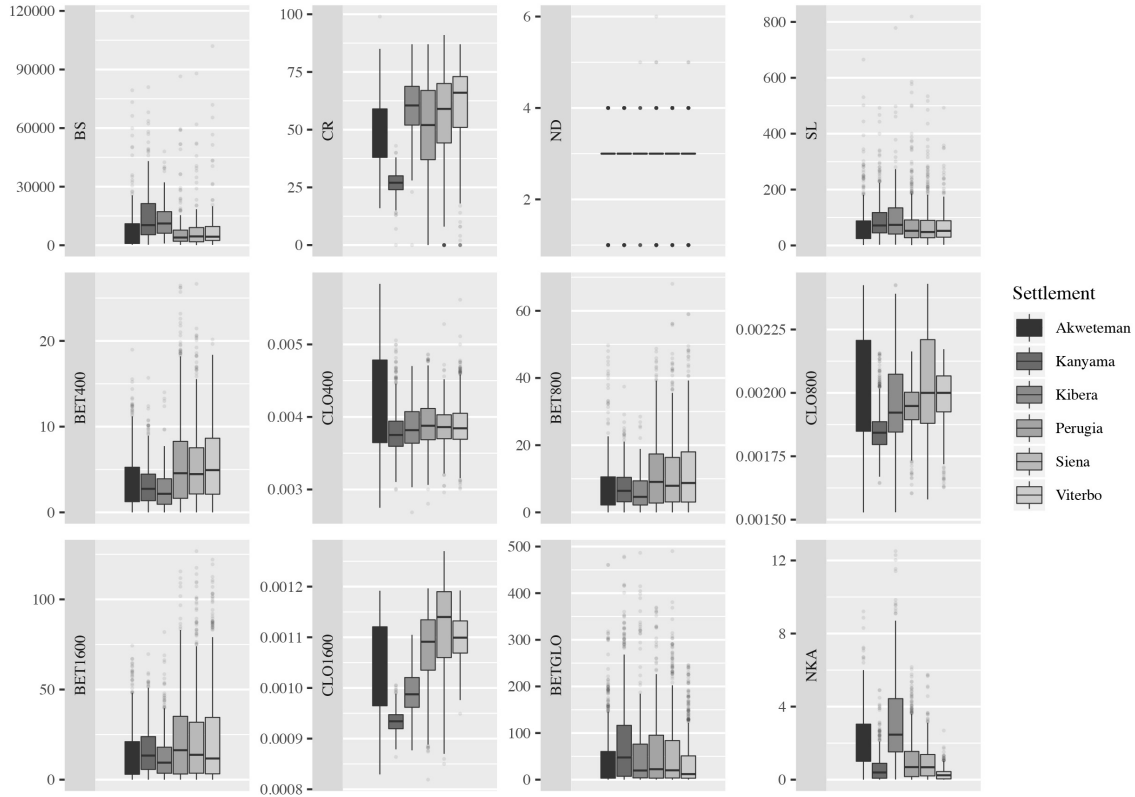 120000
90000
60000
30000
0
BS
100
75
50
25
0
CR
6
4
2
ND
800
600
400
200
0
SL
20
10
0
BET400
0.005
0.004
0.003
CLO400
60
40
20
0
BET800
0.00225
0.00200
0.00175
0.00150
CLO800
100
50
0
BET1600
0.0012
0.0011
0.0010
0.0009
0.0008
CLO1600
500
400
300
200
100
0
BETGLO
12
8
4
0
NKA
Settlement
Akweteman
Kanyama
Kibera
Perugia
Siena
Viterbo